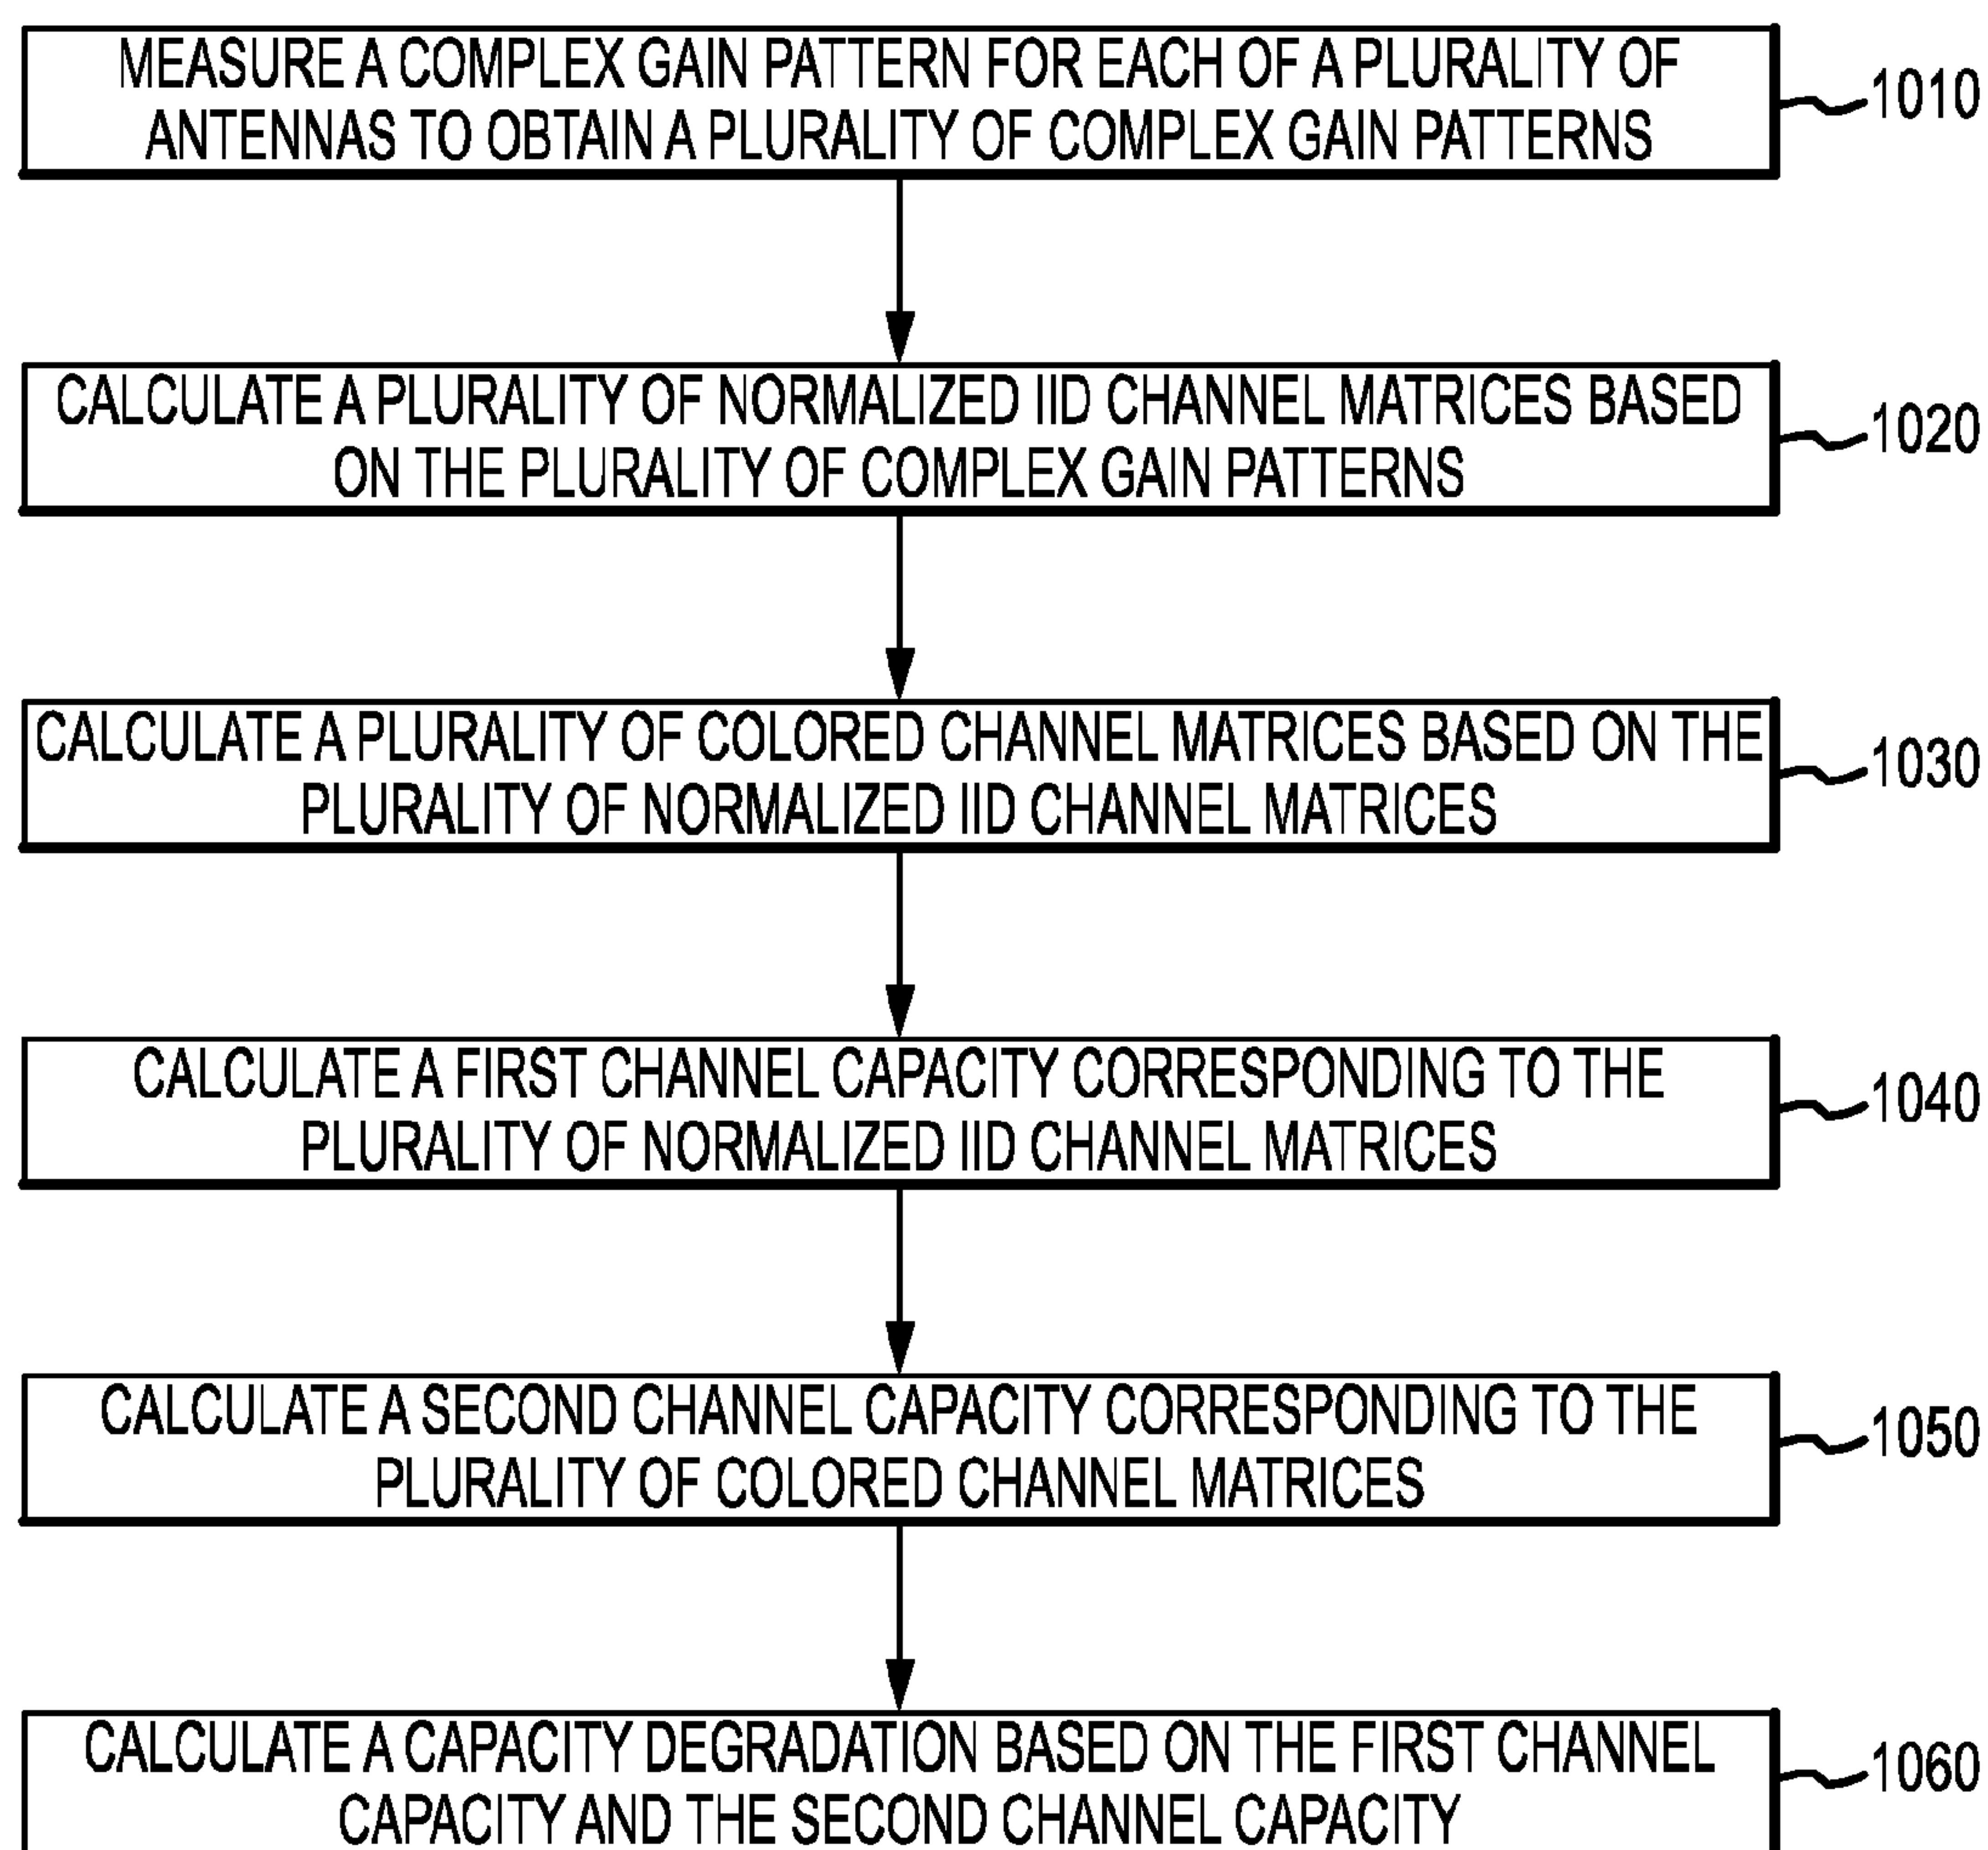 MEASURE A COMPLEX GAIN PATTERN FOR EACH OF A PLURALITY OF
ANTENNAS TO OBTAIN A PLURALITY OF COMPLEX GAIN PATTERNS
1010
CALCULATE A PLURALITY OF NORMALIZED IID CHANNEL MATRICES BASED
ON THE PLURALITY OF COMPLEX GAIN PATTERNS
1020
CALCULATE A PLURALITY OF COLORED CHANNEL MATRICES BASED ON THE
PLURALITY OF NORMALIZED IID CHANNEL MATRICES
1030
CALCULATE A FIRST CHANNEL CAPACITY CORRESPONDING TO THE
PLURALITY OF NORMALIZED IID CHANNEL MATRICES
1040
CALCULATE A SECOND CHANNEL CAPACITY CORRESPONDING TO THE
PLURALITY OF COLORED CHANNEL MATRICES
1050
CALCULATE A CAPACITY DEGRADATION BASED ON THE FIRST CHANNEL
CAPACITY AND THE SECOND CHANNEL CAPACITY
1060